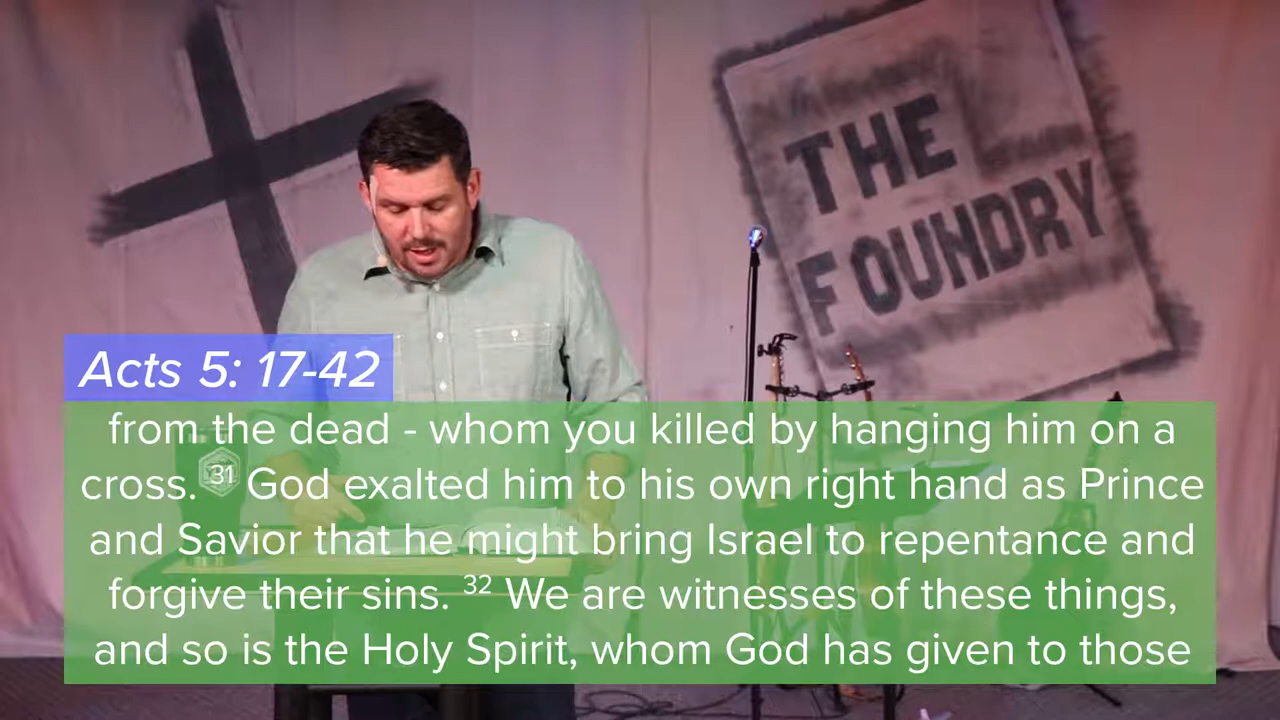 THE
FOUNDRY
Acts 5: 17-42
from the dead - whom you killed by hanging him on a
cross. 31 God exalted him to his own right hand as Prince
and Savior that he might bring Israel to repentance and
forgive their sins. 32 We are witnesses of these things,
and so is the Holy Spirit, whom God has given to those